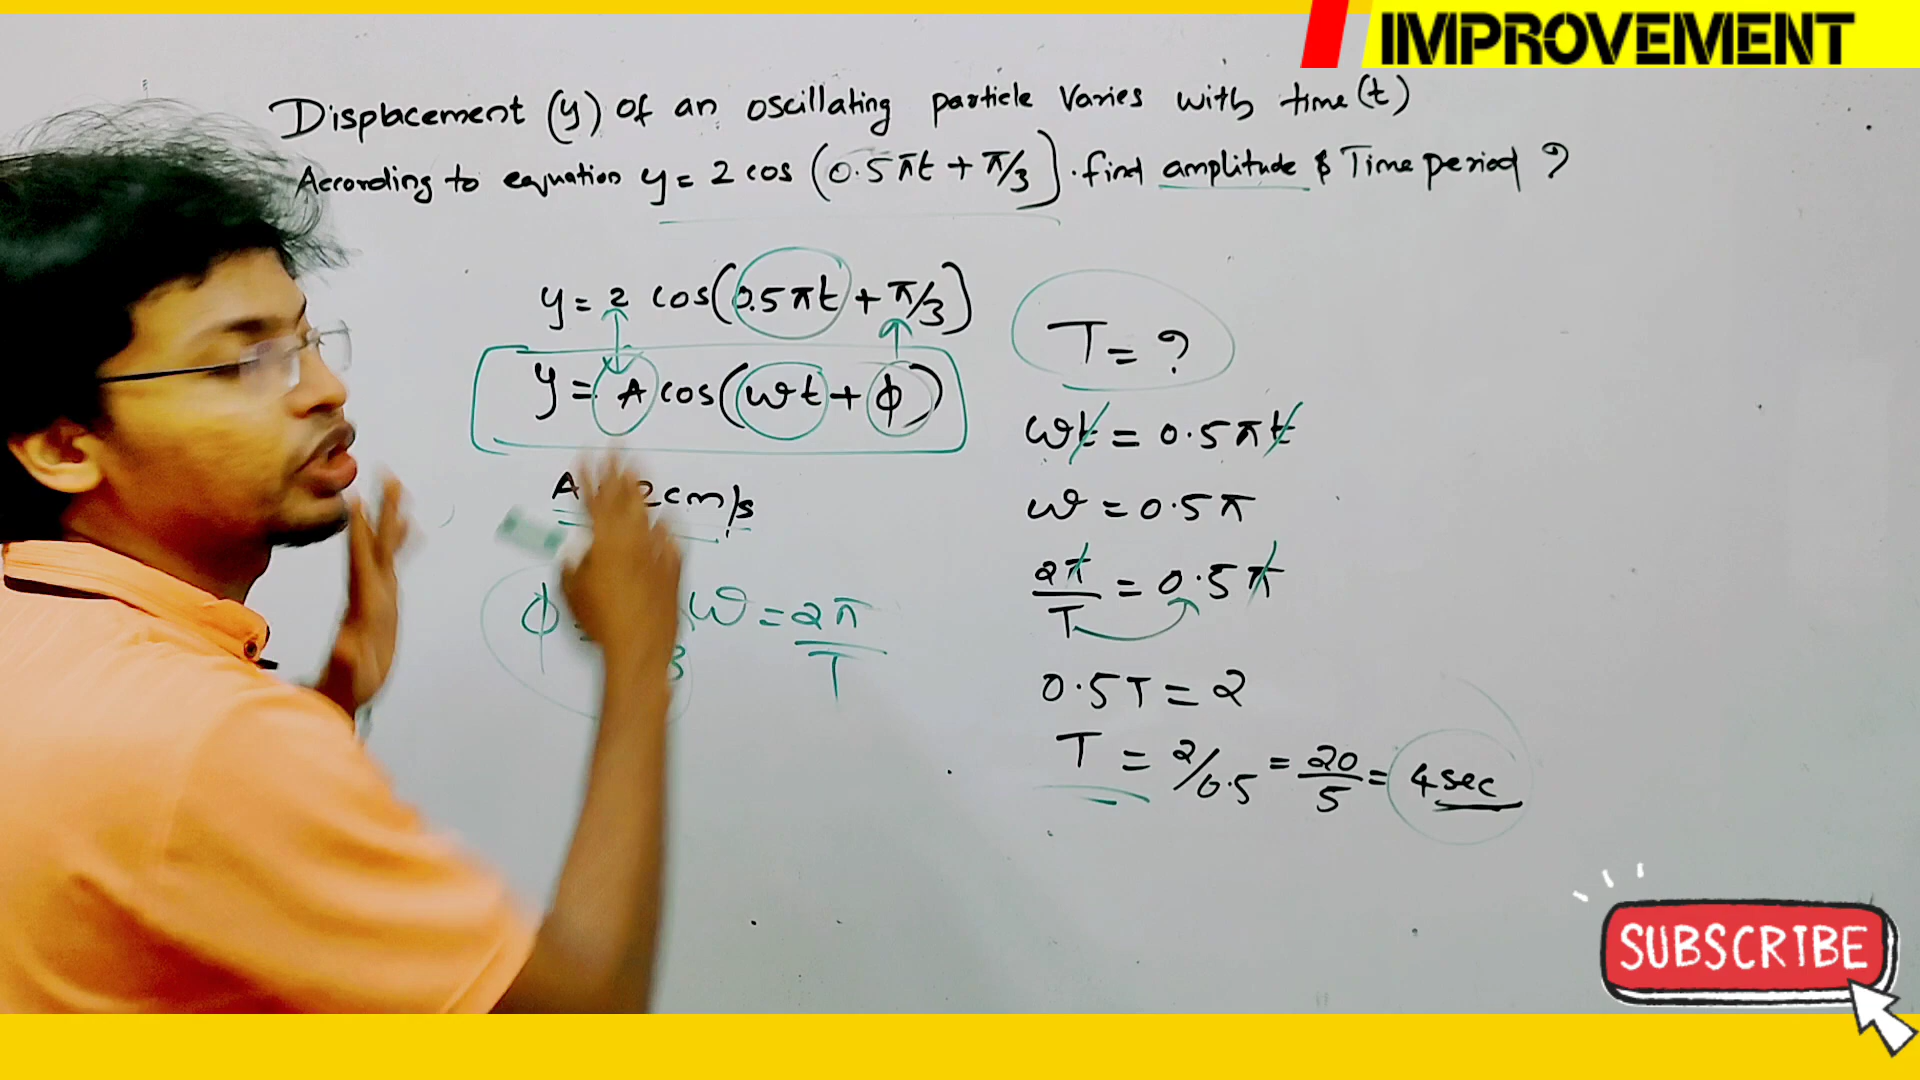 IMPROVEMENT
Displacement (y) of an oscillating particle varies with time (t)
According to equation y = 2 cos (0.5πt + π/3). find amplitude & Time period ?
y = 2 cos(0.5πt + π/3)
y = A cos(ωt + ϕ)
A 2cm/s
ϕ 3
ω = 2π/T
T = ?
ωt = 0.5πt
ω = 0.5π
2π/T = 0.5π
0.5T = 2
T = 2/0.5 = 20/5 = 4sec
SUBSCRIBE